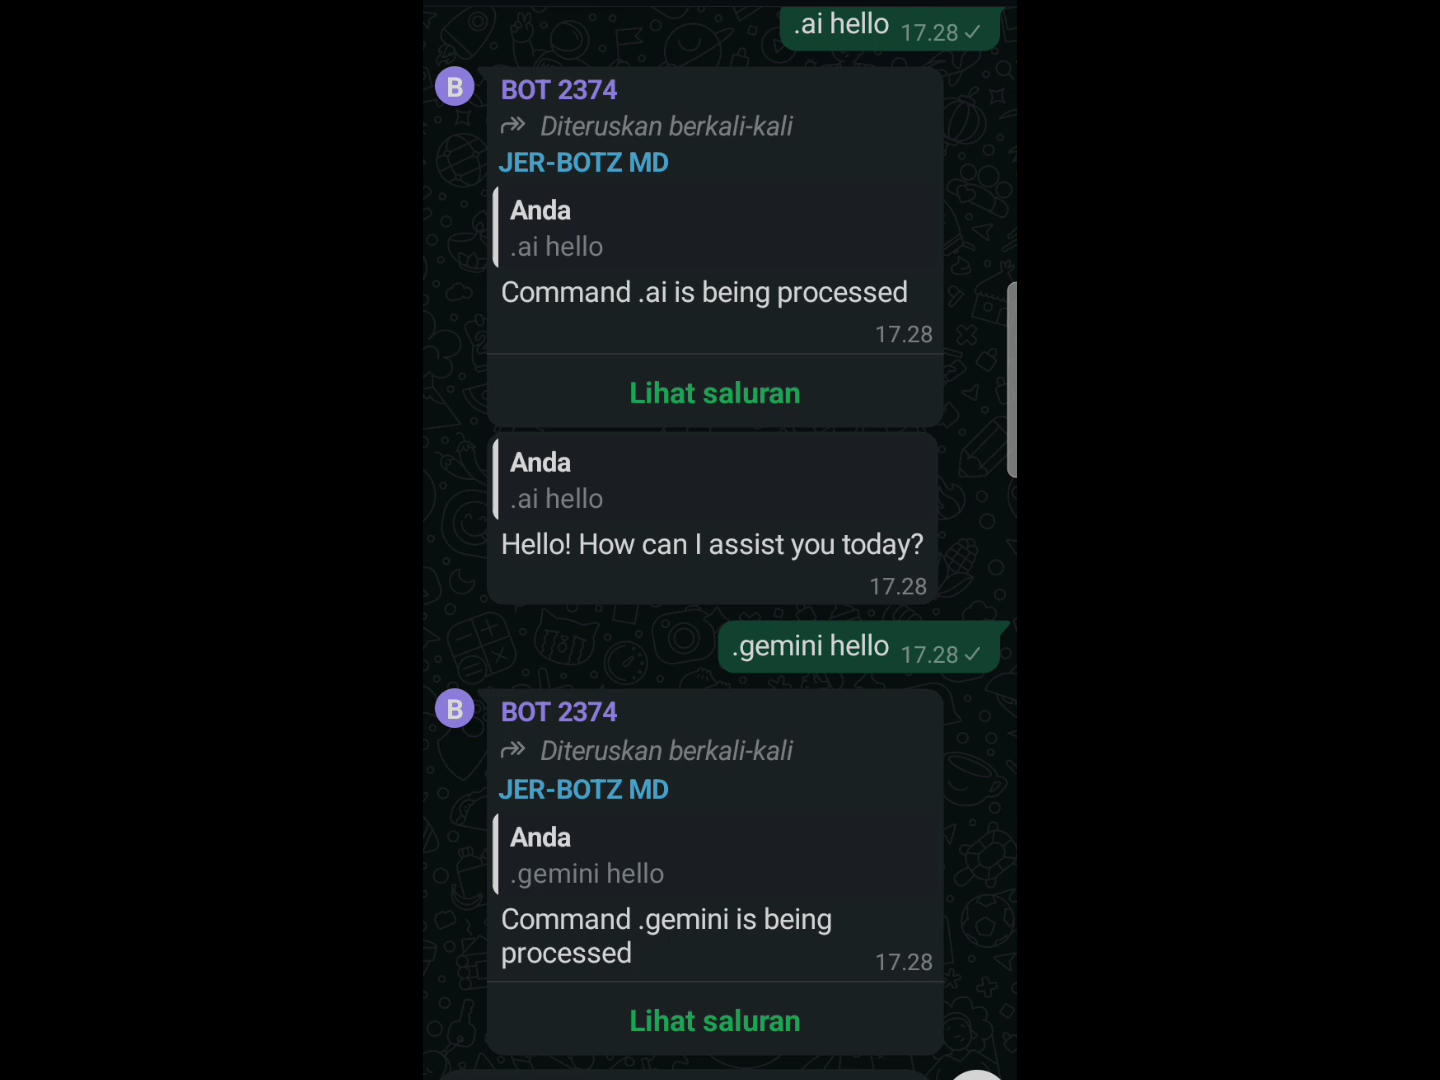 .ai hello 17.28
B
BOT 2374
Diteruskan berkali-kali
JER-BOTZ MD
Anda
.ai hello
Command .ai is being processed
17.28
Lihat saluran
Anda
.ai hello
Hello! How can I assist you today?
17.28
.gemini hello 17.28
B
BOT 2374
Diteruskan berkali-kali
JER-BOTZ MD
Anda
.gemini hello
Command .gemini is being
processed 17.28
Lihat saluran